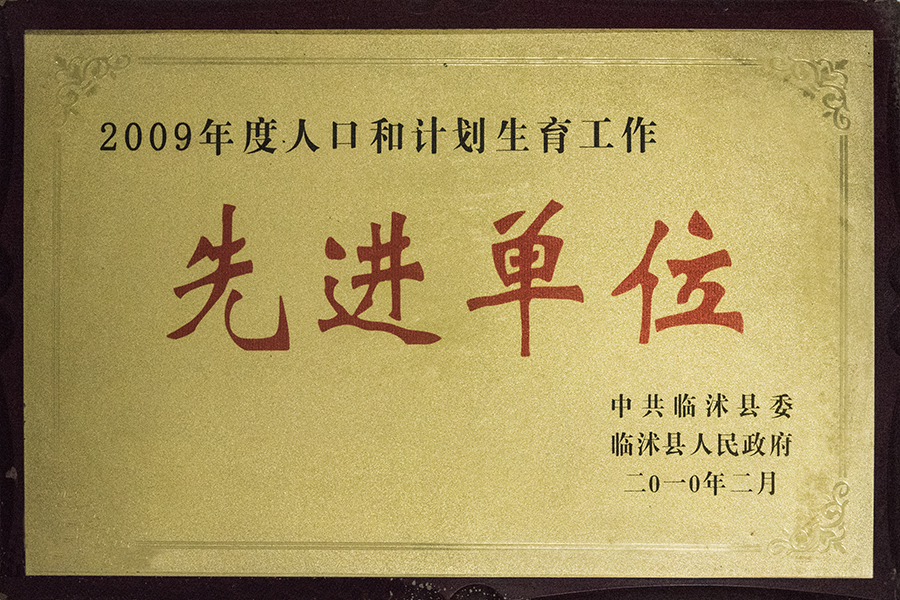 2009年度人口和计划生育工作
先进单位
中共临沭县委
临沭县人民政府
二0一0年二月